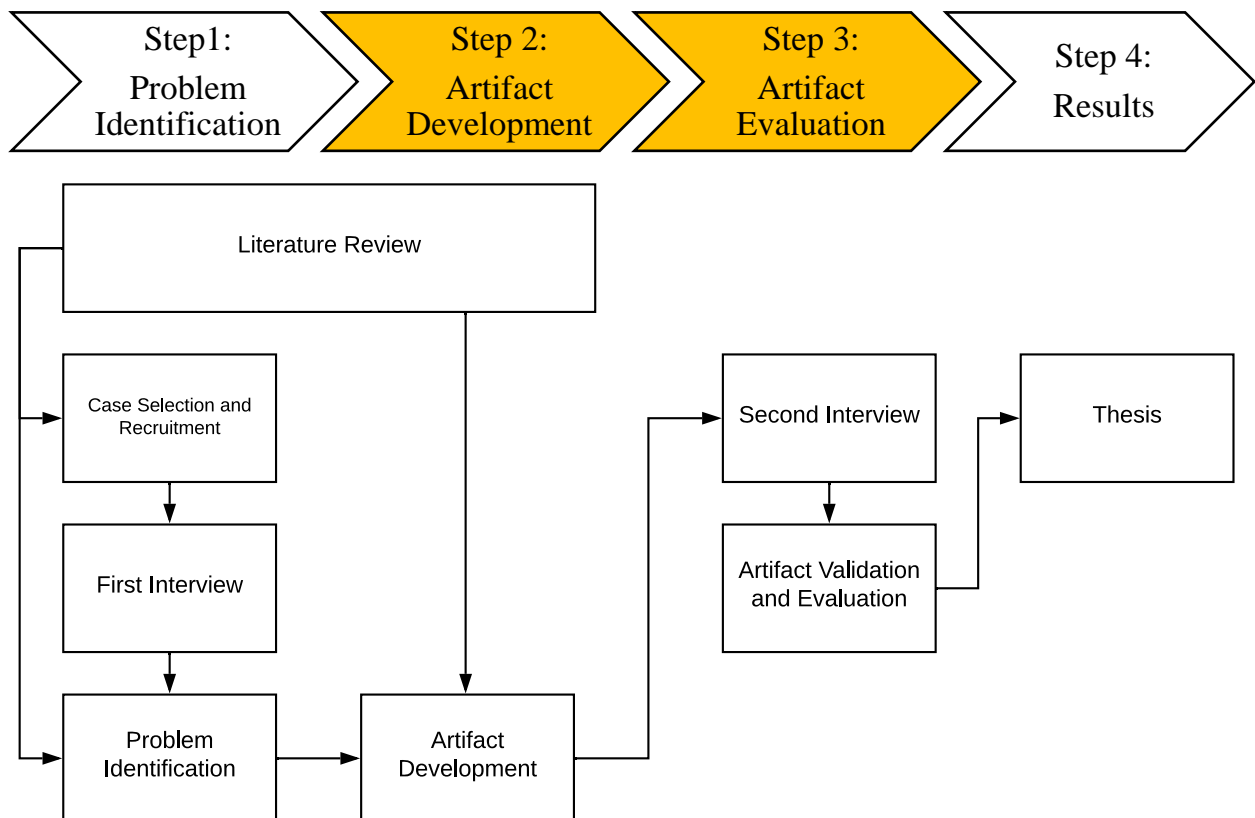 Step1:
Problem
Identification
Step 2:
Artifact
Development
Step 3:
Artifact
Evaluation
Step 4:
Results
Literature Review
Case Selection and
Recruitment
Second Interview
Thesis
First Interview
Artifact Validation
and Evaluation
Problem
Identification
Artifact
Development